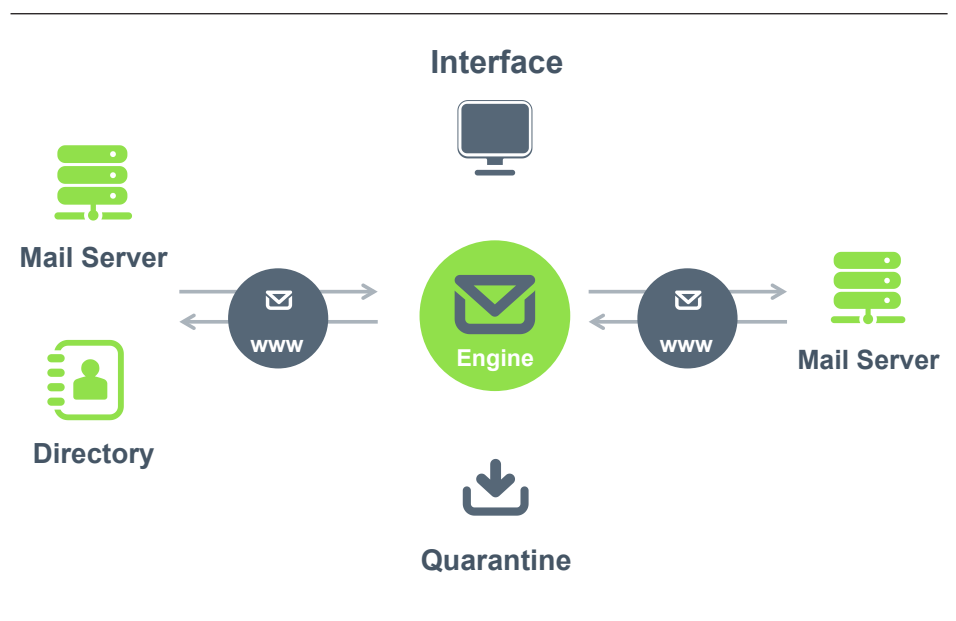 Interface
Mail Server
www
Engine
www
Mail Server
Directory
Quarantine